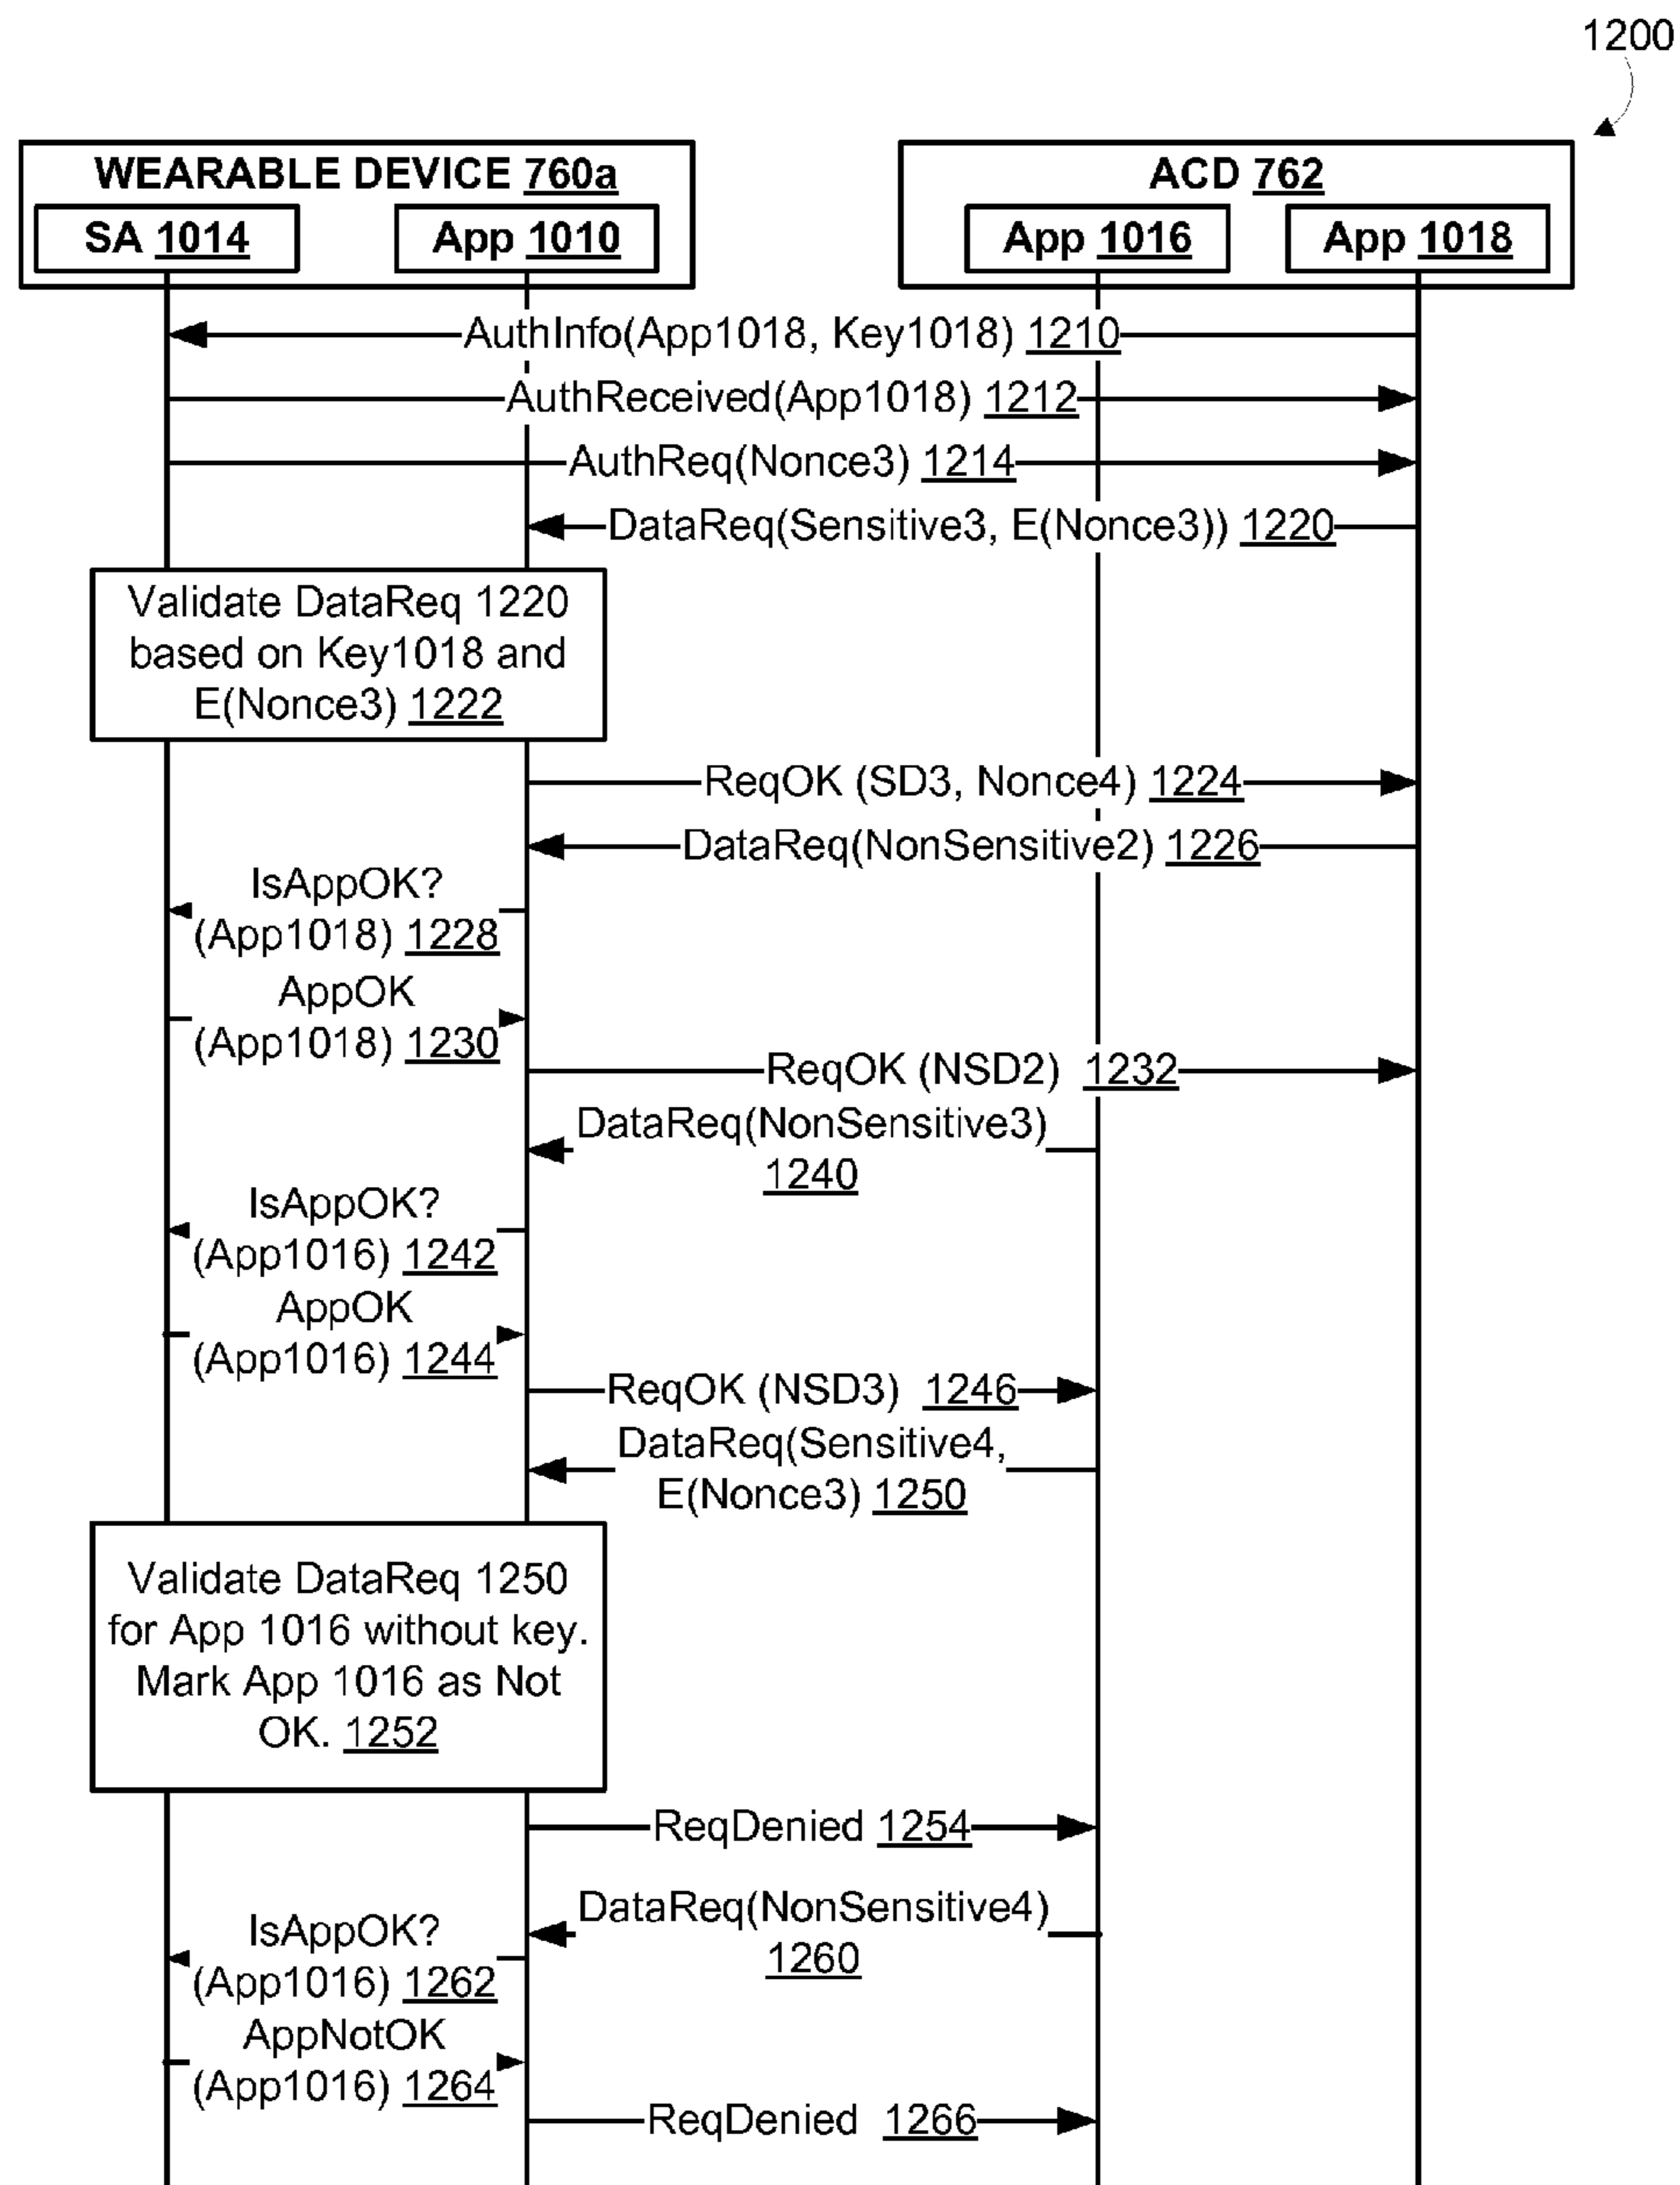 1200
WEARABLE DEVICE 760a
ACD 762
SA 1014
App 1010
App 1016
App 1018
AuthInfo(App1018, Key1018) 1210
AuthReceived(App1018) 1212
AuthReq(Nonce3) 1214
DataReq(Sensitive3, E(Nonce3)) 1220
Validate DataReq 1220
based on Key1018 and
E(Nonce3) 1222
ReqOK (SD3, Nonce4) 1224
DataReq(NonSensitive2) 1226
IsAppOK?
(App1018) 1228
AppOK
(App1018) 1230
ReqOK (NSD2) 1232
DataReq(NonSensitive3)
1240
IsAppOK?
(App1016) 1242
AppOK
(App1016) 1244
ReqOK (NSD3) 1246
DataReq(Sensitive4,
E(Nonce3) 1250
Validate DataReq 1250
for App 1016 without key.
Mark App 1016 as Not
OK. 1252
ReqDenied 1254
DataReq(NonSensitive4)
1260
IsAppOK?
(App1016) 1262
AppNotOK
(App1016) 1264
ReqDenied 1266